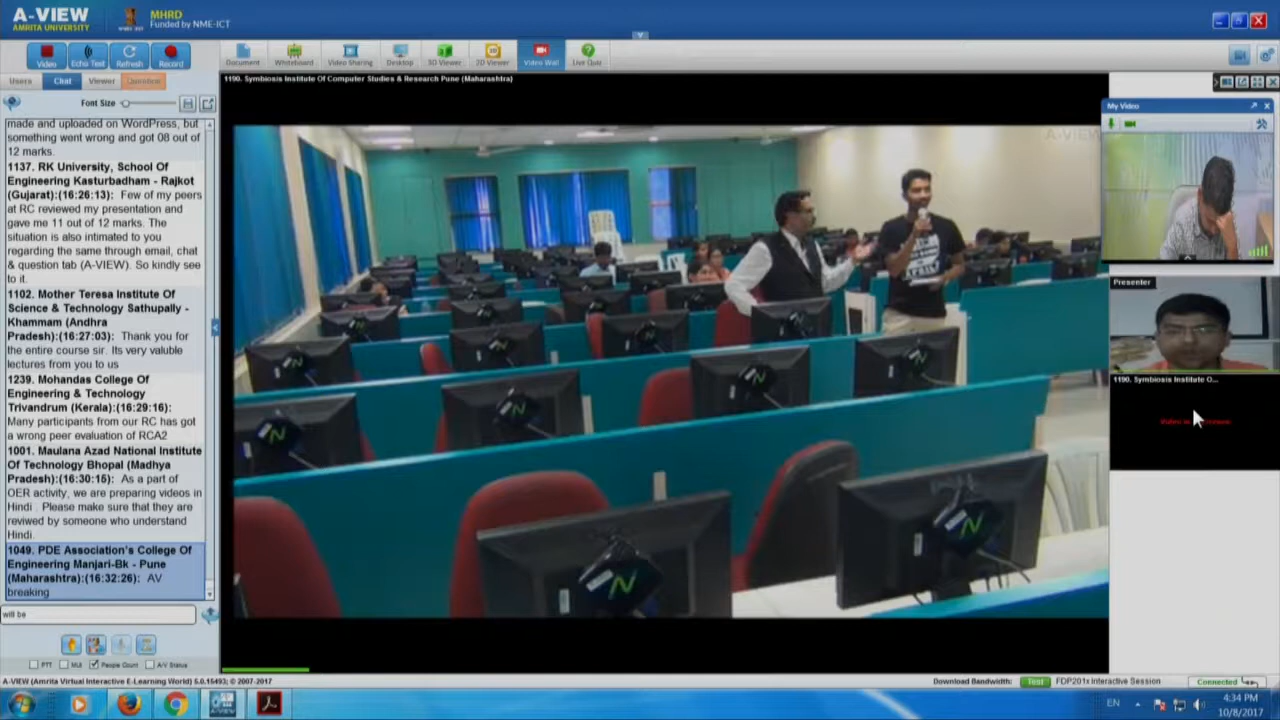 A-VIEW
AMRITA UNIVERSITY
MHRD
Funded by NME-ICT
Video
Echo Test
Refresh
Record
Document
Whiteboard
Video Sharing
Desktop
3D Viewer
2D Viewer
Video Wall
Live Quiz
Users
Chat
Viewer
Question
Font Size
made and uploaded on WordPress, but
something went wrong and got 08 out of
12 marks.
1137. RK University, School Of
Engineering Kasturbadham - Rajkot
(Gujarat):(16:26:13): Few of my peers
at RC reviewed my presentation and
gave me 11 out of 12 marks. The
situation is also intimated to you
regarding the same through email, chat
& question tab (A-VIEW). So kindly see
to it.
1102. Mother Teresa Institute Of
Science & Technology Sathupally -
Khammam (Andhra
Pradesh):(16:27:03): Thank you for
the entire course sir. Its very valuble
lectures from you to us
1239. Mohandas College Of
Engineering & Technology
Trivandrum (Kerala):(16:29:16):
Many participants from our RC has got
a wrong peer evaluation of RCA2
1001. Maulana Azad National Institute
Of Technology Bhopal (Madhya
Pradesh):(16:30:15): As a part of
OER activity, we are preparing videos in
Hindi . Please make sure that they are
reviwed by someone who understand
Hindi.
1049. PDE Association's College Of
Engineering Manjari-Bk - Pune
(Maharashtra):(16:32:26): AV
breaking
will be
PTT
MUI
People Count
A/V Status
1190. Symbiosis Institute Of Computer Studies & Research Pune (Maharashtra)
A-VIEW
My Video
Presenter
1190. Symbiosis Institute O...
A-VIEW (Amrita Virtual Interactive E-Learning World) 5.0.15493; © 2007-2017
Download Bandwidth:
Test
FDP201x Interactive Session
Connected
EN
4:34 PM
10/8/2017